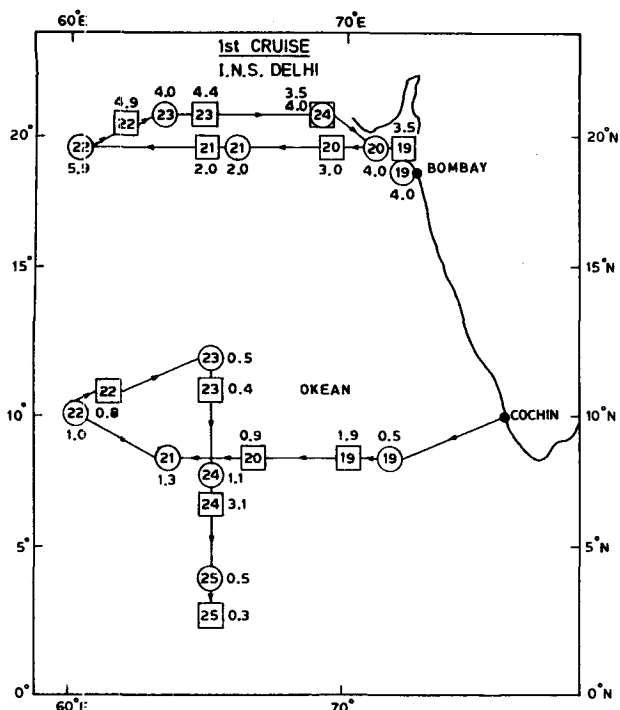 60°E 70°E
1st CRUISE
I.N.S. DELHI
4.9 4.0 4.4 3.5
4.0
22 23 23 24
20° 20°N
3.5
22 21 21 20 20 19
5.9 2.0 2.0 3.0 4.0
19 BOMBAY
4.0
15° 15°N
23 0.5
22 23 0.4 OKEAN
0.8
10° 22 COCHIN 10°N
1.0
0.9 1.9 0.5
21 20 19 19
1.3
24 1.1
24 3.1
5° 5°N
25 0.5
25 0.3
0° 0°N
60°E 70°